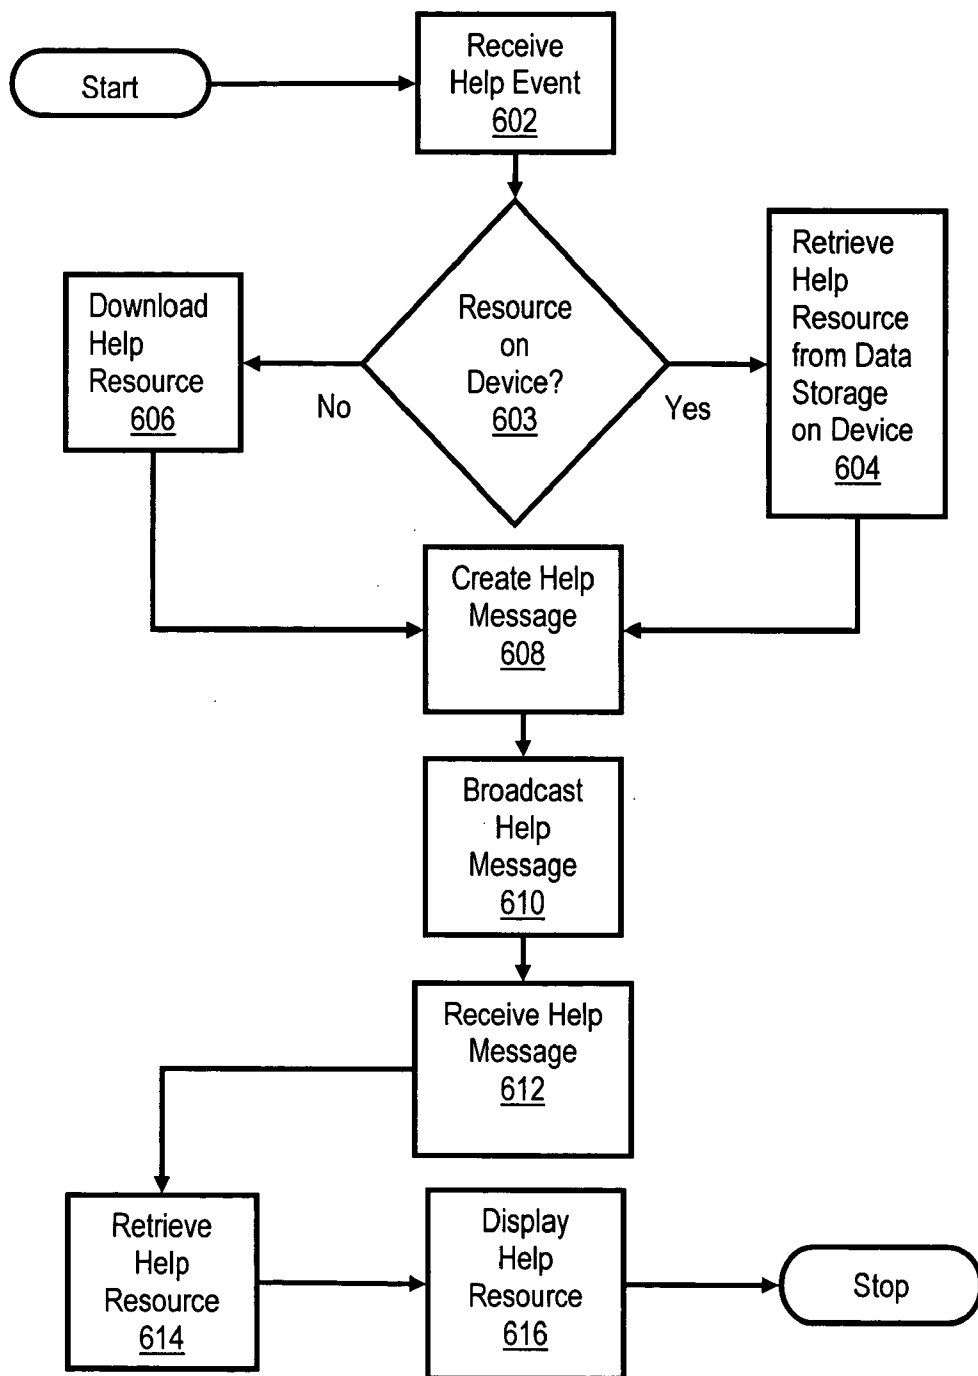 Start
Receive
Help Event
602
Resource
on
Device?
603
No
Yes
Download
Help
Resource
606
Retrieve
Help
Resource
from Data
Storage
on Device
604
Create Help
Message
608
Broadcast
Help
Message
610
Receive Help
Message
612
Retrieve
Help
Resource
614
Display
Help
Resource
616
Stop